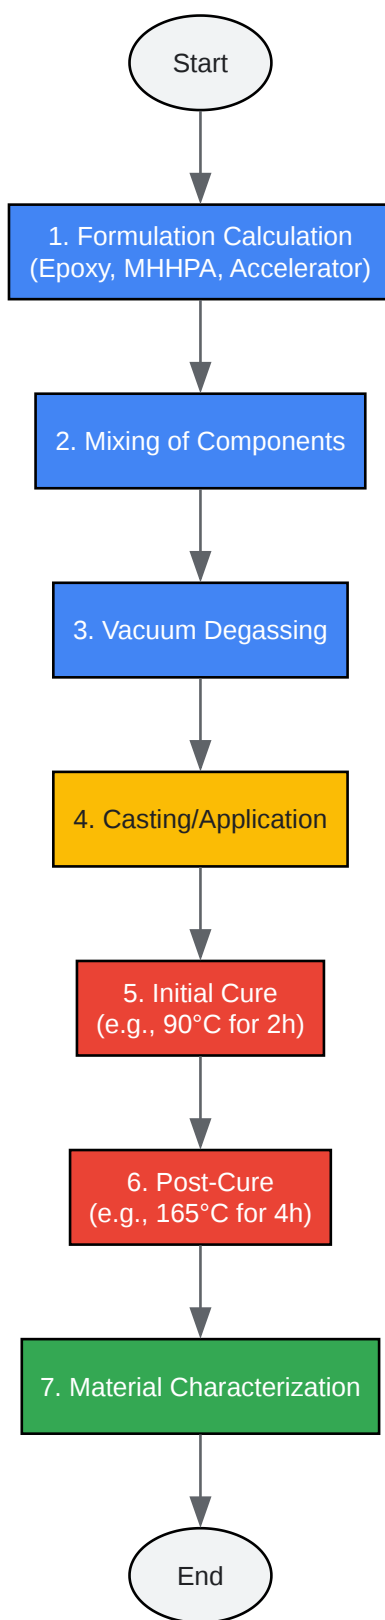 Start
1. Formulation Calculation
(Epoxy, MHHPA, Accelerator)
2. Mixing of Components
3. Vacuum Degassing
4. Casting/Application
5. Initial Cure
(e.g., 90°C for 2h)
6. Post-Cure
(e.g., 165°C for 4h)
7. Material Characterization
End